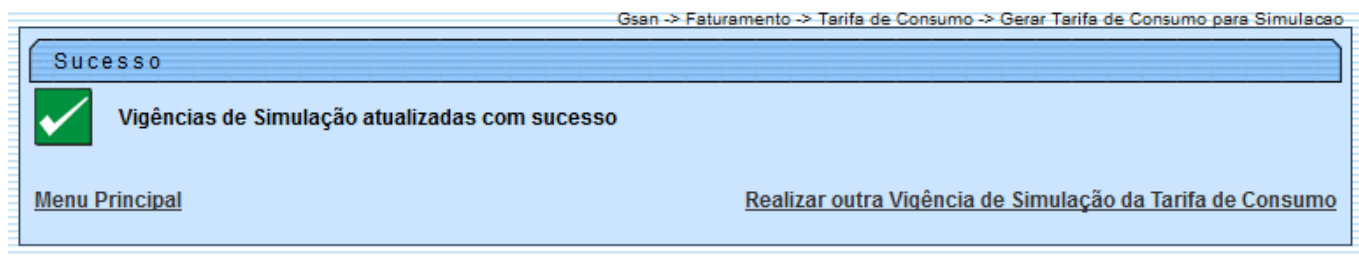 Gsan -> Faturamento -> Tarifa de Consumo -> Gerar Tarifa de Consumo para Simulacao
Sucesso
Vigências de Simulação atualizadas com sucesso
Menu Principal
Realizar outra Vigência de Simulação da Tarifa de Consumo